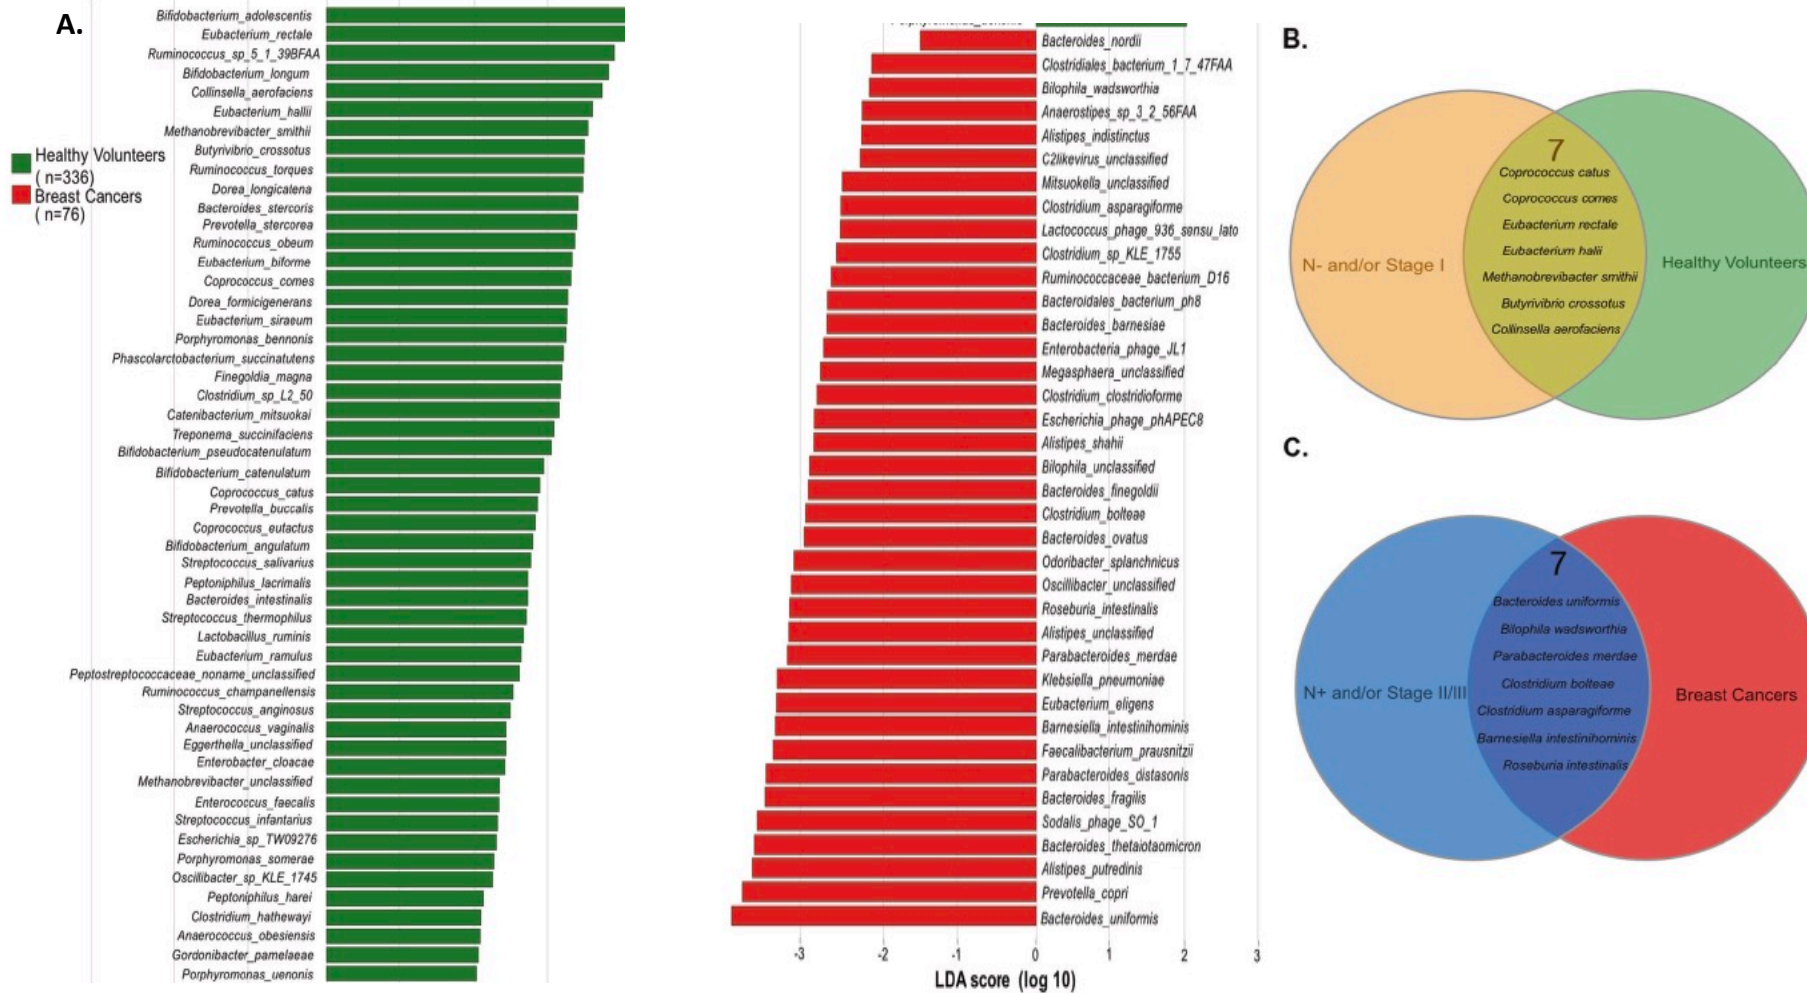 A.
Healthy Volunteers
( n=336)
Breast Cancers
( n=76)
Bifidobacterium_adolescentis
Eubacterium_rectale
Ruminococcus_sp_5_1_39BFAA
Bifidobacterium_longum
Collinsella_aerofaciens
Eubacterium_hallii
Methanobrevibacter_smithii
Butyrivibrio_crossotus
Ruminococcus_torques
Dorea_longicatena
Bacteroides_stercoris
Prevotella_stercorea
Ruminococcus_obeum
Eubacterium_biforme
Coprococcus_comes
Dorea_formicigenerans
Eubacterium_siraeum
Porphyromonas_bennonis
Phascolarctobacterium_succinatutens
Finegoldia_magna
Clostridium_sp_L2_50
Catenibacterium_mitsuokai
Treponema_succinifaciens
Bifidobacterium_pseudocatenulatum
Bifidobacterium_catenulatum
Coprococcus_catus
Prevotella_buccalis
Coprococcus_eutactus
Bifidobacterium_angulatum
Streptococcus_salivarius
Peptoniphilus_lacrimalis
Bacteroides_intestinalis
Streptococcus_thermophilus
Lactobacillus_ruminis
Eubacterium_ramulus
Peptostreptococcaceae_noname_unclassified
Ruminococcus_champanellensis
Streptococcus_anginosus
Anaerococcus_vaginalis
Eggerthella_unclassified
Enterobacter_cloacae
Methanobrevibacter_unclassified
Enterococcus_faecalis
Streptococcus_infantarius
Escherichia_sp_TW09276
Porphyromonas_somerae
Oscillibacter_sp_KLE_1745
Peptoniphilus_harei
Clostridium_hathewayi
Anaerococcus_obesiensis
Gordonibacter_pamelaeae
Porphyromonas_uenonis
Bacteroides_nordii
Clostridiales_bacterium_1_7_47FAA
Bilophila_wadsworthia
Anaerostipes_sp_3_2_56FAA
Alistipes_indistinctus
C2likevirus_unclassified
Mitsuokella_unclassified
Clostridium_asparagiforme
Lactococcus_phage_936_sensu_lato
Clostridium_sp_KLE_1755
Ruminococcaceae_bacterium_D16
Bacteroidales_bacterium_ph8
Bacteroides_barnesiae
Enterobacteria_phage_JL1
Megasphaera_unclassified
Clostridium_clostridioforme
Escherichia_phage_phAPEC8
Alistipes_shahii
Bilophila_unclassified
Bacteroides_finegoldii
Clostridium_bolteae
Bacteroides_ovatus
Odoribacter_splanchnicus
Oscillibacter_unclassified
Roseburia_intestinalis
Alistipes_unclassified
Parabacteroides_merdae
Klebsiella_pneumoniae
Eubacterium_eligens
Barnesiella_intestinihominis
Faecalibacterium_prausnitzii
Parabacteroides_distasonis
Bacteroides_fragilis
Sodalis_phage_SO_1
Bacteroides_thetaiotaomicron
Alistipes_putredinis
Prevotella_copri
Bacteroides_uniformis
-3 -2 -1 0 1 2 3
LDA score (log 10)
B.
7
Coprococcus catus
Coprococcus comes
Eubacterium rectale
Eubacterium halii
Methanobrevibacter smithii
Butyrivibrio crossotus
Collinsella aerofaciens
N- and/or Stage I
Healthy Volunteers
C.
7
Bacteroides uniformis
Bilophila wadsworthia
Parabacteroides merdae
Clostridium bolteae
Clostridium asparagiforme
Barnesiella intestinihominis
Roseburia intestinalis
N+ and/or Stage II/III
Breast Cancers